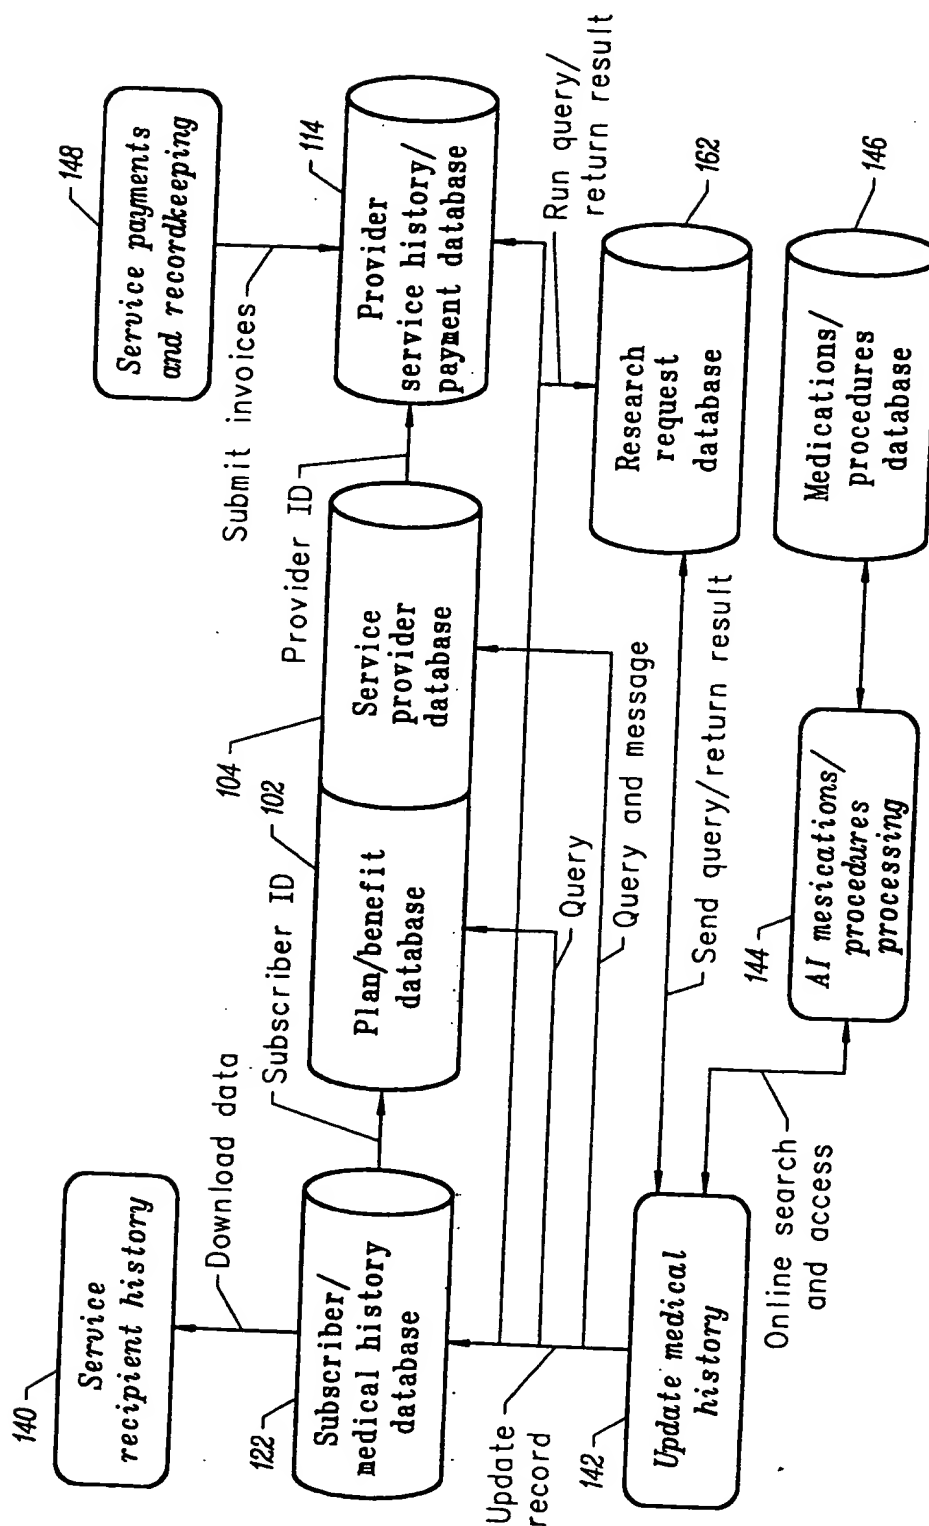 140
Service
recipient history
Download data
122
Subscriber/
medical history
database
Subscriber ID
102
Plan/benefit
database
104
Service
provider
database
Provider ID
148
Service payments
and recordkeeping
Submit invoices
114
Provider
service history/
payment database
Run query/
return result
Update
record
Query
Query and message
Send query/return result
162
Research
request
database
142
Update medical
history
Online search
and access
144
AI mesications/
procedures
processing
146
Medications/
procedures
database